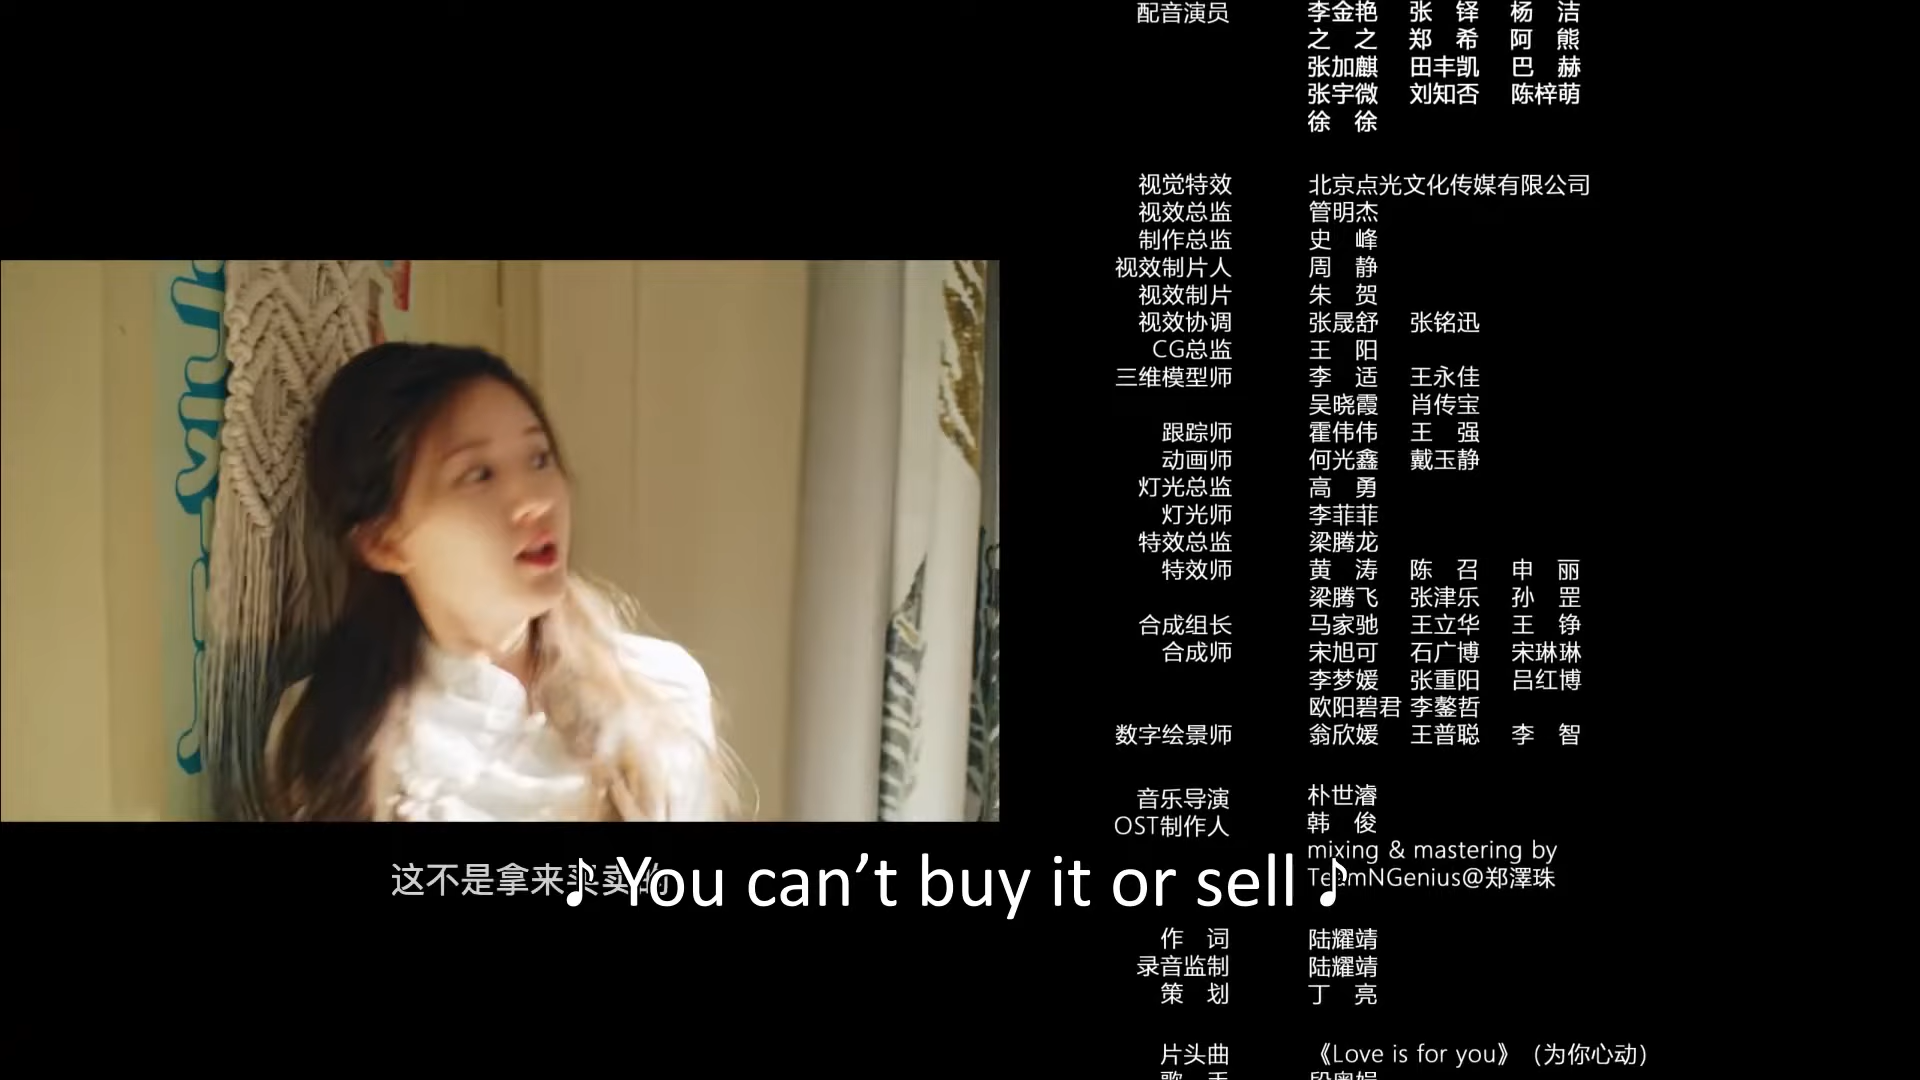 配音演员 李金艳 张 铎 杨 洁
之 之 郑 希 阿 熊
张加麒 田丰凯 巴 赫
张宇微 刘知否 陈梓萌
徐 徐
视觉特效 北京点光文化传媒有限公司
视效总监 管明杰
制作总监 史 峰
视效制片人 周 静
视效制片 朱 贺
视效协调 张晟舒 张铭迅
CG总监 王 阳
三维模型师 李 适 王永佳
吴晓霞 肖传宝
跟踪师 霍伟伟 王 强
动画师 何光鑫 戴玉静
灯光总监 高 勇
灯光师 李菲菲
特效总监 梁腾龙
特效师 黄 涛 陈 召 申 丽
梁腾飞 张津乐 孙 罡
合成组长 马家驰 王立华 王 铮
合成师 宋旭可 石广博 宋琳琳
李梦媛 张重阳 吕红博
欧阳碧君 李鏊哲
数字绘景师 翁欣媛 王普聪 李 智
音乐导演 朴世濬
OST制作人 韩 俊
mixing & mastering by
TeamNGenius@郑澤珠
这不是拿来买卖的
♪ You can’t buy it or sell ♪
作 词 陆耀靖
录音监制 陆耀靖
策 划 丁 亮
片头曲 《Love is for you》（为你心动）